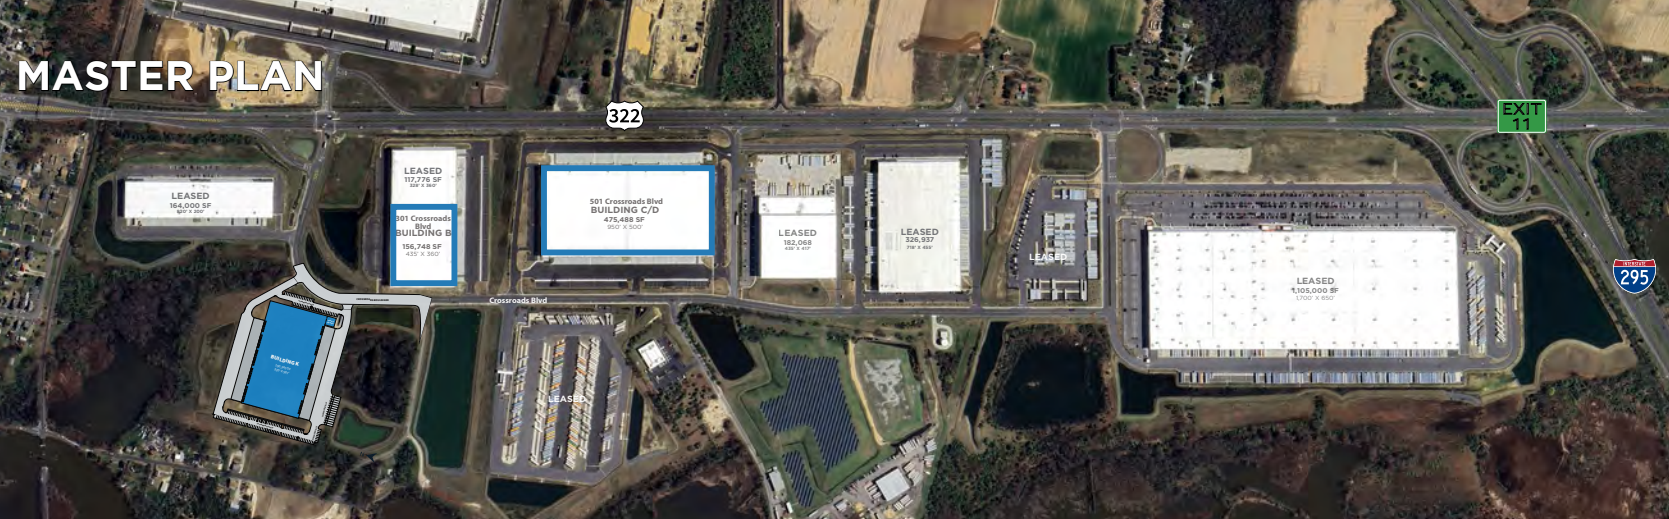 MASTER PLAN
322
EXIT
11
INTERSTATE
295
LEASED
164,000 SF
LEASED
117,776 SF
301 Crossroads
Blvd
BUILDING B
156,748 SF
435' X 360'
501 Crossroads Blvd
BUILDING C/D
475,488 SF
950' X 500'
LEASED
182,068
LEASED
326,937
LEASED
LEASED
1,105,000 SF
1,700' X 650'
Crossroads Blvd
LEASED